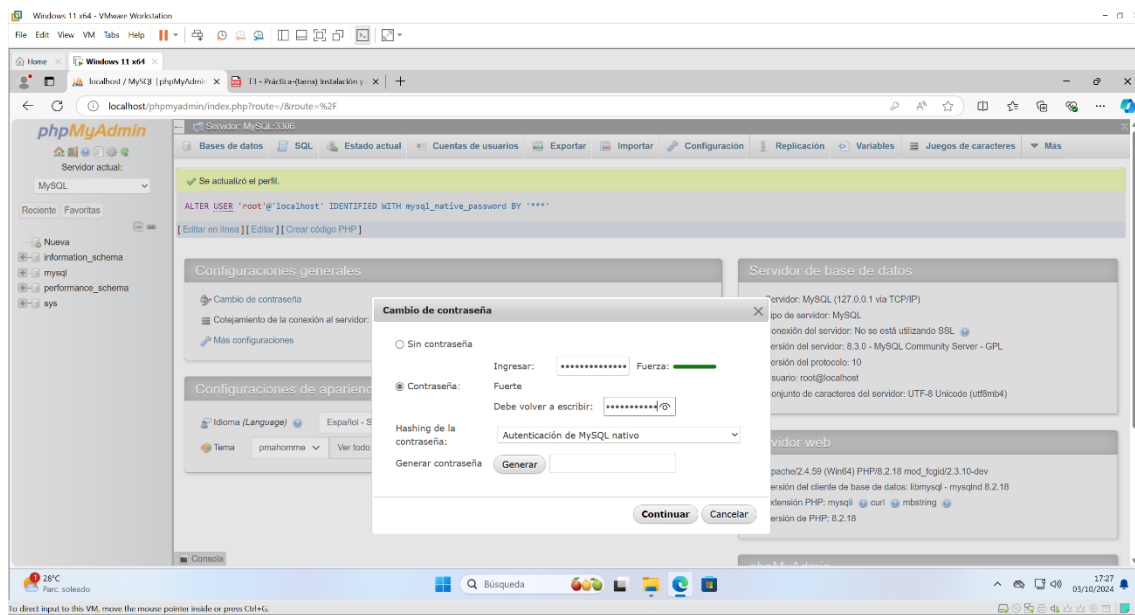 Windows 11 x64 - VMware Workstation
File Edit View VM Tabs Help
Home Windows 11 x64
localhost / MySQL | phpMyAdmin T3 - Práctica-(tarea) Instalación y
localhost/phpmyadmin/index.php?route=/&route=%2F
phpMyAdmin
Servidor actual:
MySQL
Reciente Favoritas
Nueva
information_schema
mysql
performance_schema
sys
Servidor: MySQL:3306
Bases de datos SQL Estado actual Cuentas de usuarios Exportar Importar Configuración Replicación Variables Juegos de caracteres Más
Se actualizó el perfil.
ALTER USER 'root'@'localhost' IDENTIFIED WITH mysql_native_password BY '***'
[ Editar en línea ] [ Editar ] [ Crear código PHP ]
Configuraciones generales
Cambio de contraseña
Cotejamiento de la conexión al servidor:
Más configuraciones
Configuraciones de aparienc
Idioma (Language) Español - S
Tema pmahomme Ver todo
Consola
Cambio de contraseña
Sin contraseña
Ingresar: •••••••••••••• Fuerza:
Contraseña: Fuerte
Debe volver a escribir: •••••••••••
Hashing de la
contraseña:
Autenticación de MySQL nativo
Generar contraseña Generar
Continuar Cancelar
Servidor de base de datos
Servidor: MySQL (127.0.0.1 via TCP/IP)
ipo de servidor: MySQL
onexión del servidor: No se está utilizando SSL
ersión del servidor: 8.3.0 - MySQL Community Server - GPL
ersión del protocolo: 10
suario: root@localhost
onjunto de caracteres del servidor: UTF-8 Unicode (utf8mb4)
vidor web
pache/2.4.59 (Win64) PHP/8.2.18 mod_fcgid/2.3.10-dev
ersión del cliente de base de datos: libmysql - mysqlnd 8.2.18
xtensión PHP: mysqli curl mbstring
ersión de PHP: 8.2.18
phpMyAdmin
1
28°C
Parc. soleado
Búsqueda
17:27
03/10/2024
To direct input to this VM, move the mouse pointer inside or press Ctrl+G.